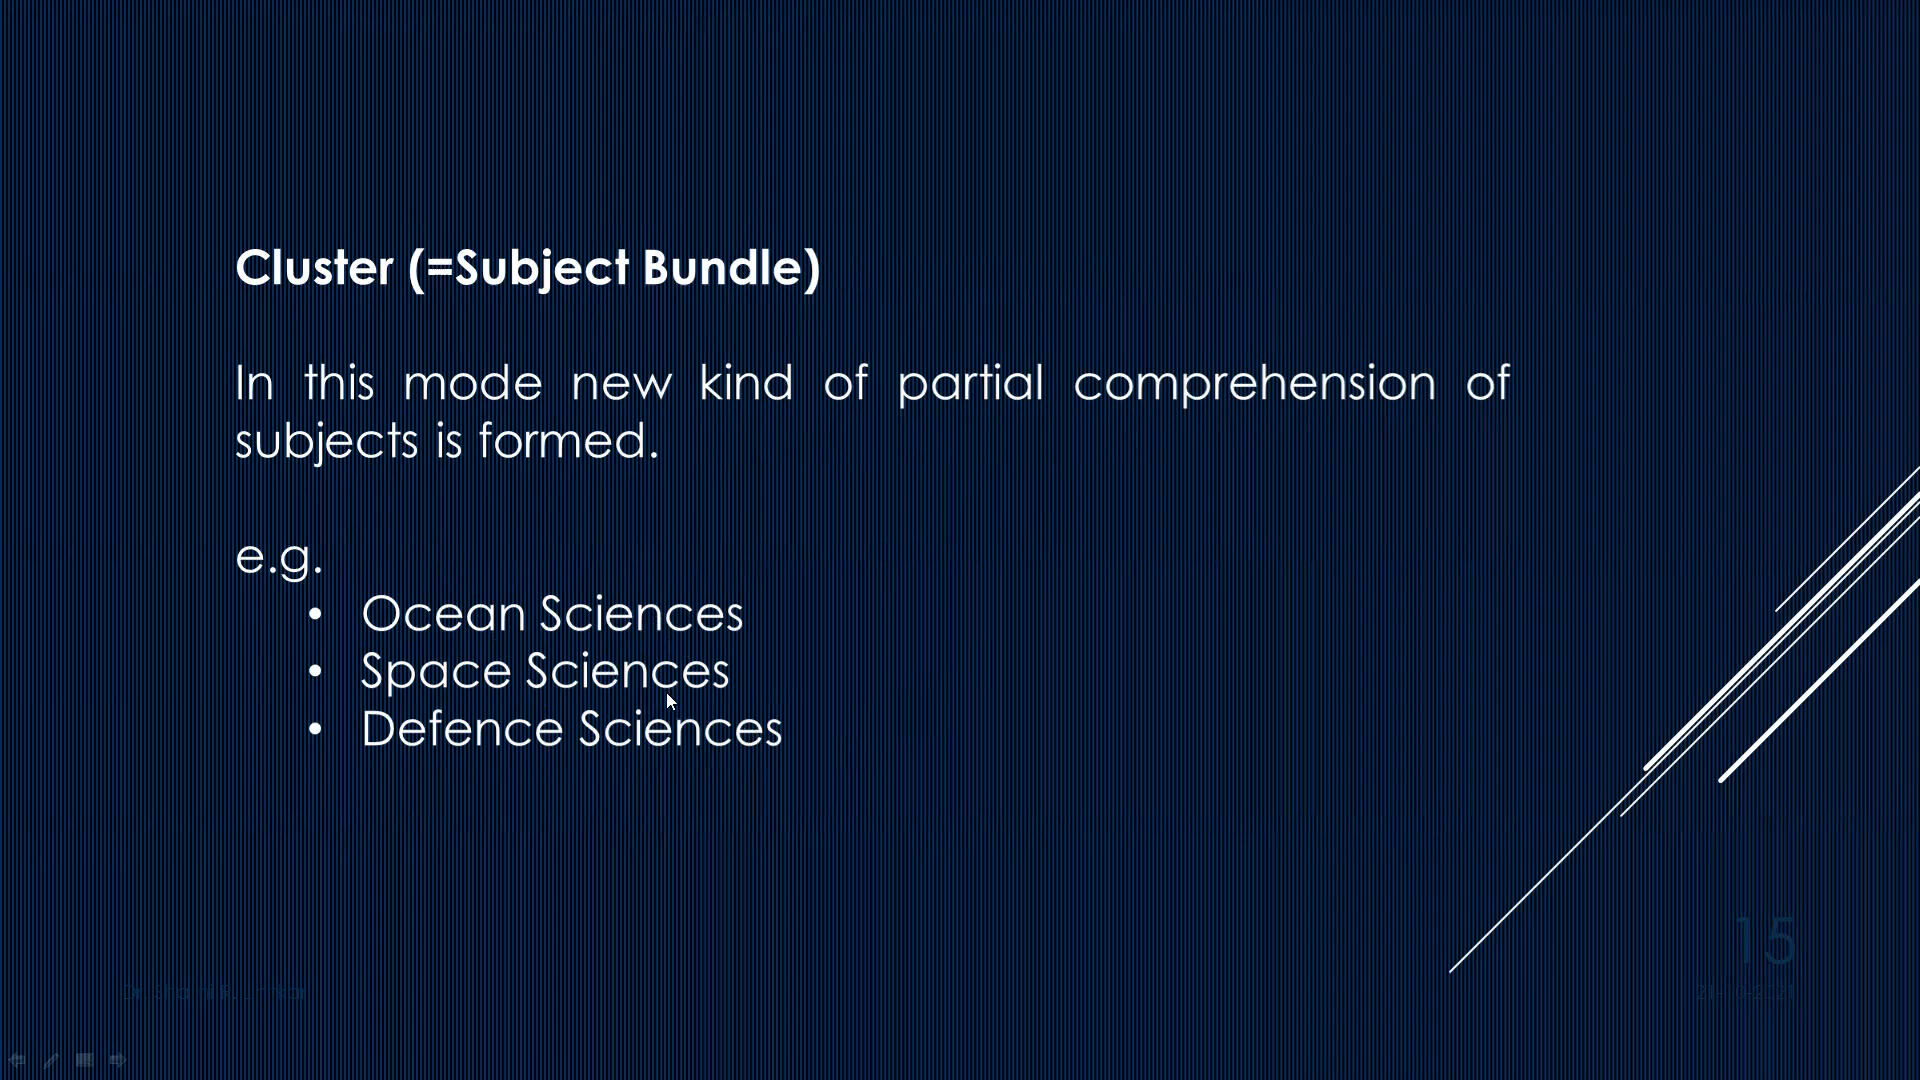 Cluster (=Subject Bundle)
In this mode new kind of partial comprehension of
subjects is formed.
e.g.
• Ocean Sciences
• Space Sciences
• Defence Sciences
15